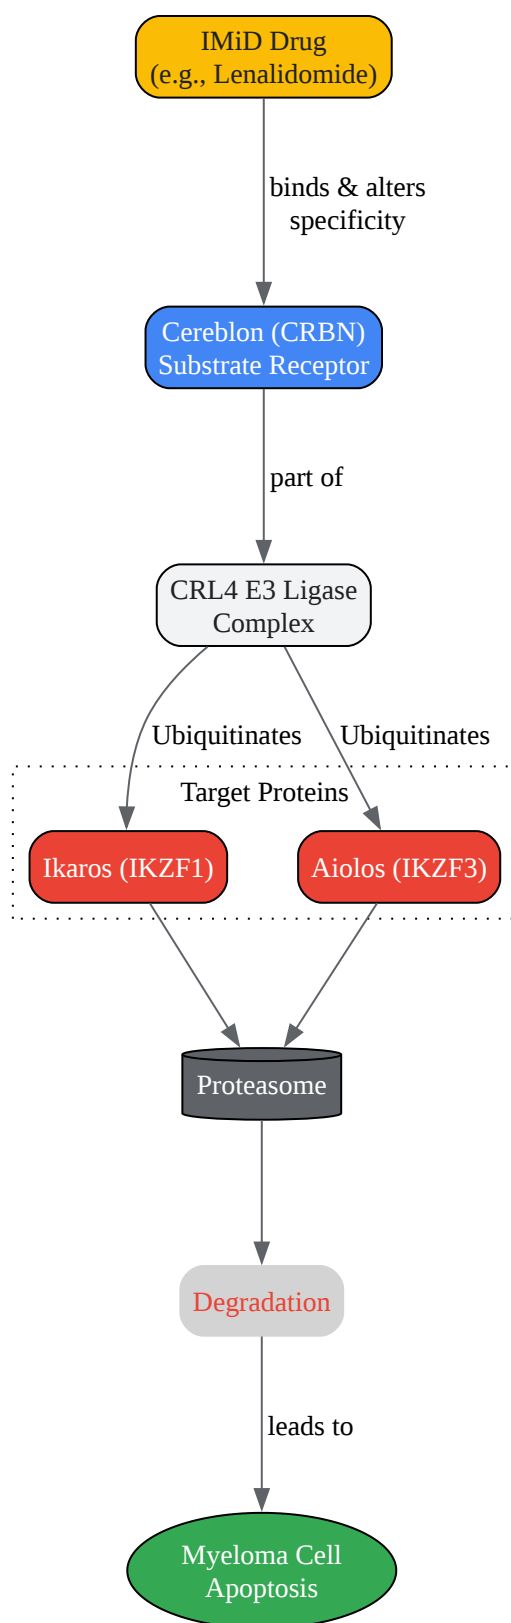 IMiD Drug
(e.g., Lenalidomide)
binds & alters
specificity
Cereblon (CRBN)
Substrate Receptor
part of
CRL4 E3 Ligase
Complex
Ubiquitinates
Ubiquitinates
Target Proteins
Ikaros (IKZF1)
Aiolos (IKZF3)
Proteasome
Degradation
leads to
Myeloma Cell
Apoptosis